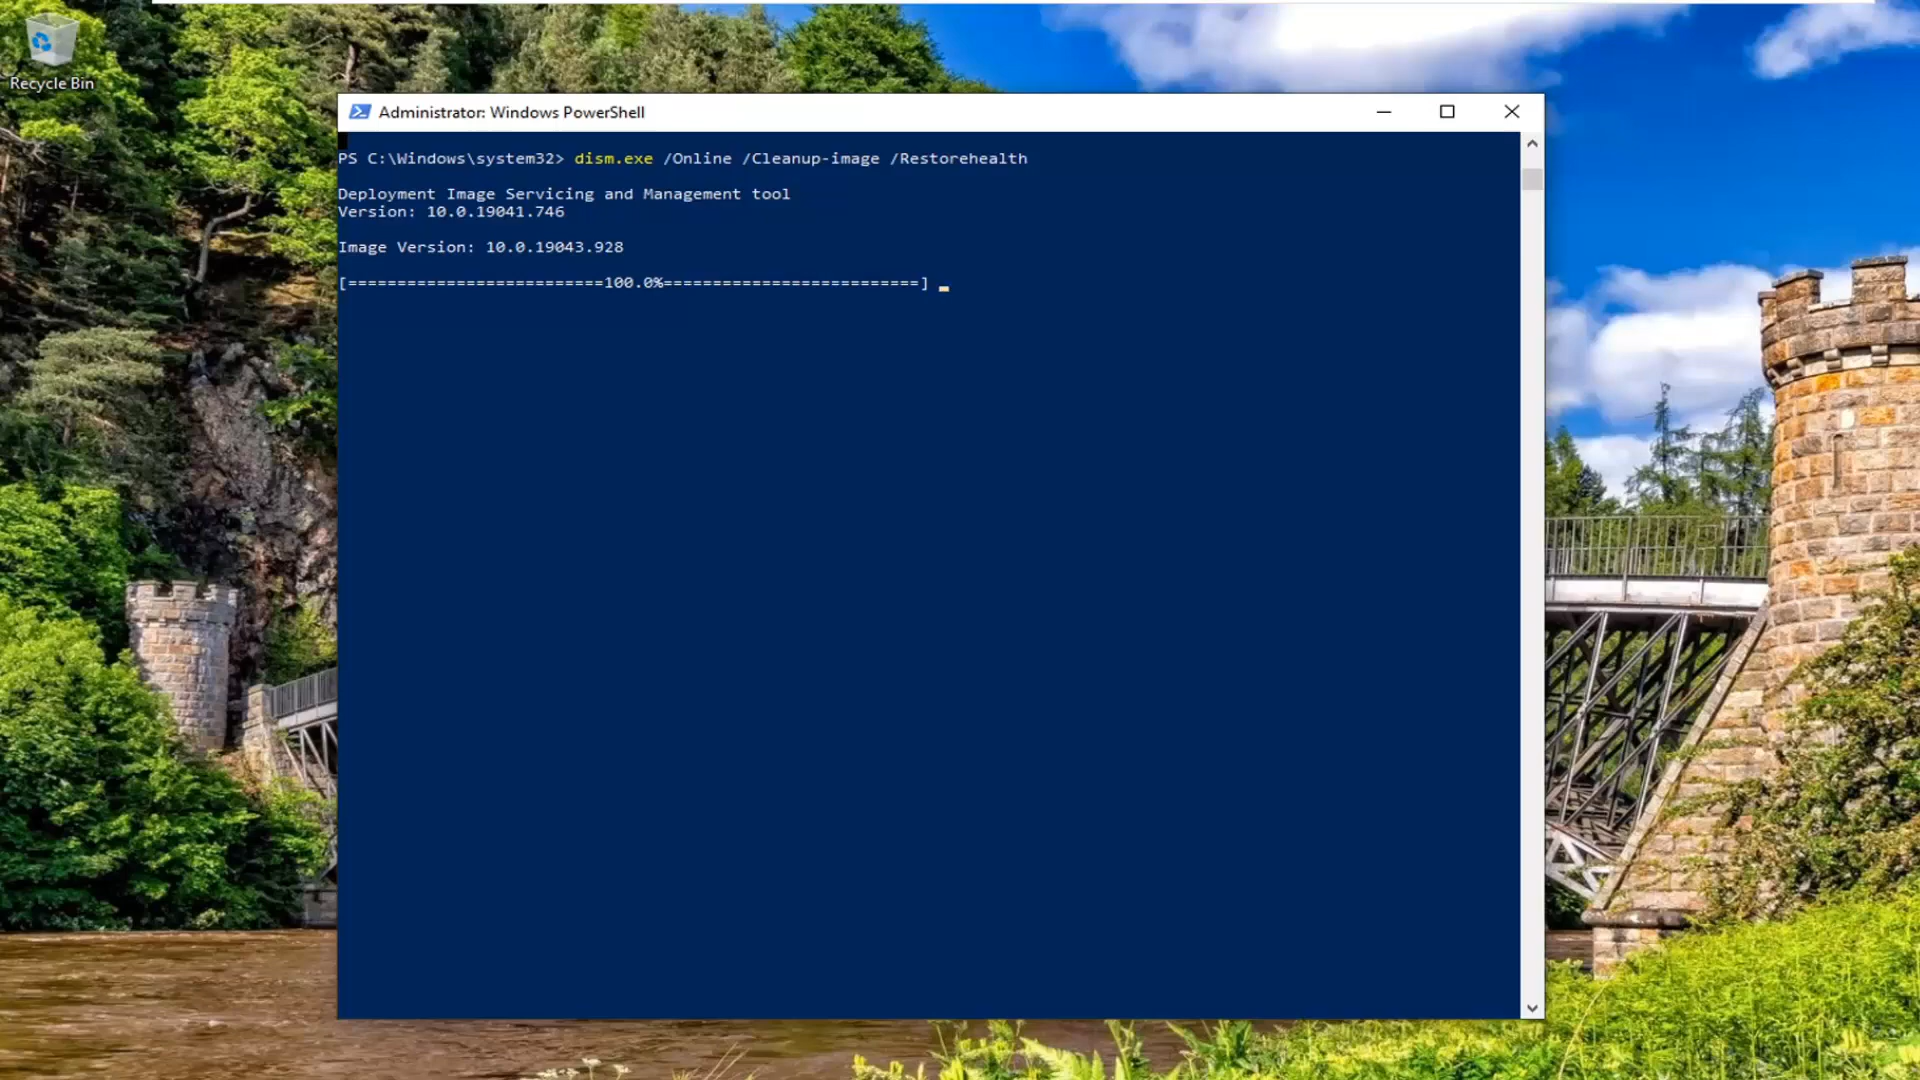 Recycle Bin
Administrator: Windows PowerShell
PS C:\Windows\system32> dism.exe /Online /Cleanup-image /Restorehealth
Deployment Image Servicing and Management tool
Version: 10.0.19041.746
Image Version: 10.0.19043.928
[==========================100.0%==========================]